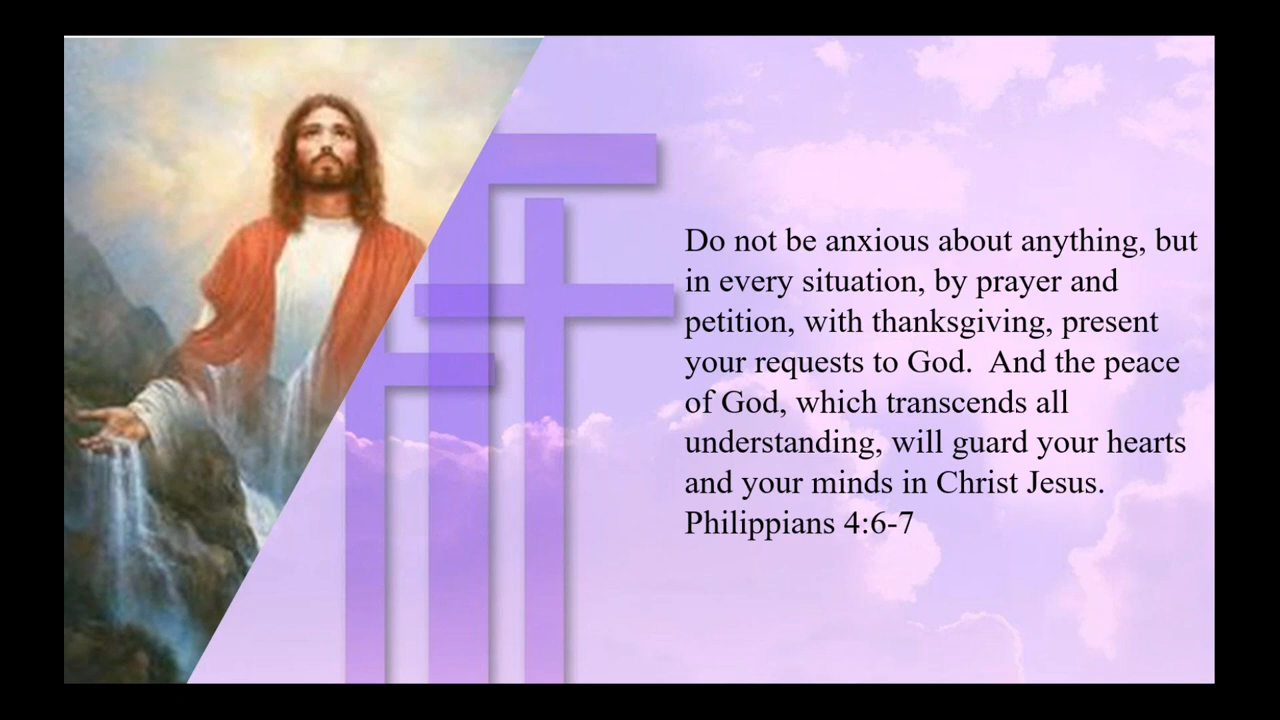 Do not be anxious about anything, but
in every situation, by prayer and
petition, with thanksgiving, present
your requests to God.  And the peace
of God, which transcends all
understanding, will guard your hearts
and your minds in Christ Jesus.
Philippians 4:6-7